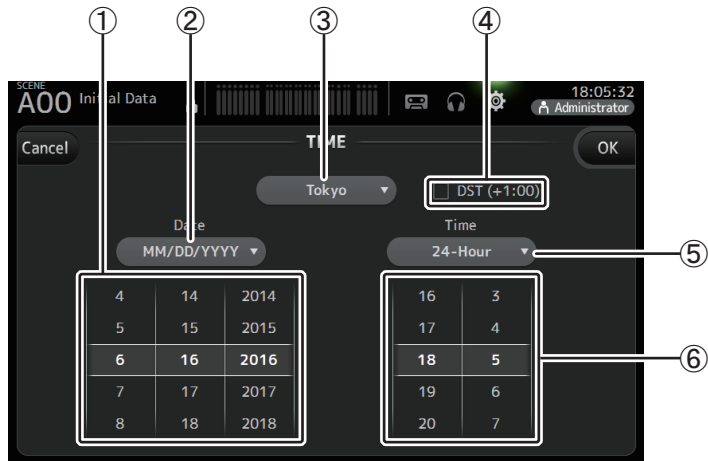 ① ② ③ ④
SCENE
A00 Initial Data
18:05:32
Administrator
Cancel
TIME
OK
Tokyo ▼
DST (+1:00)
Date
Time
MM/DD/YYYY ▼
24-Hour ▼
⑤
4 14 2014
16 3
5 15 2015
17 4
6 16 2016
18 5
⑥
7 17 2017
19 6
8 18 2018
20 7